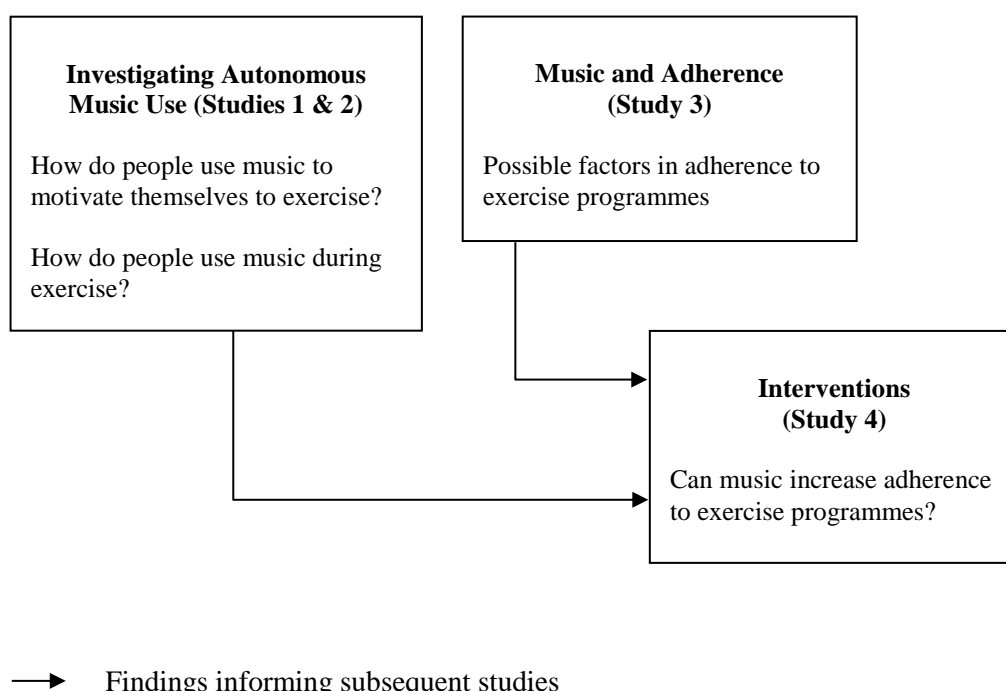 Investigating Autonomous
Music Use (Studies 1 & 2)
How do people use music to
motivate themselves to exercise?
How do people use music during
exercise?
Music and Adherence
(Study 3)
Possible factors in adherence to
exercise programmes
Interventions
(Study 4)
Can music increase adherence
to exercise programmes?
Findings informing subsequent studies